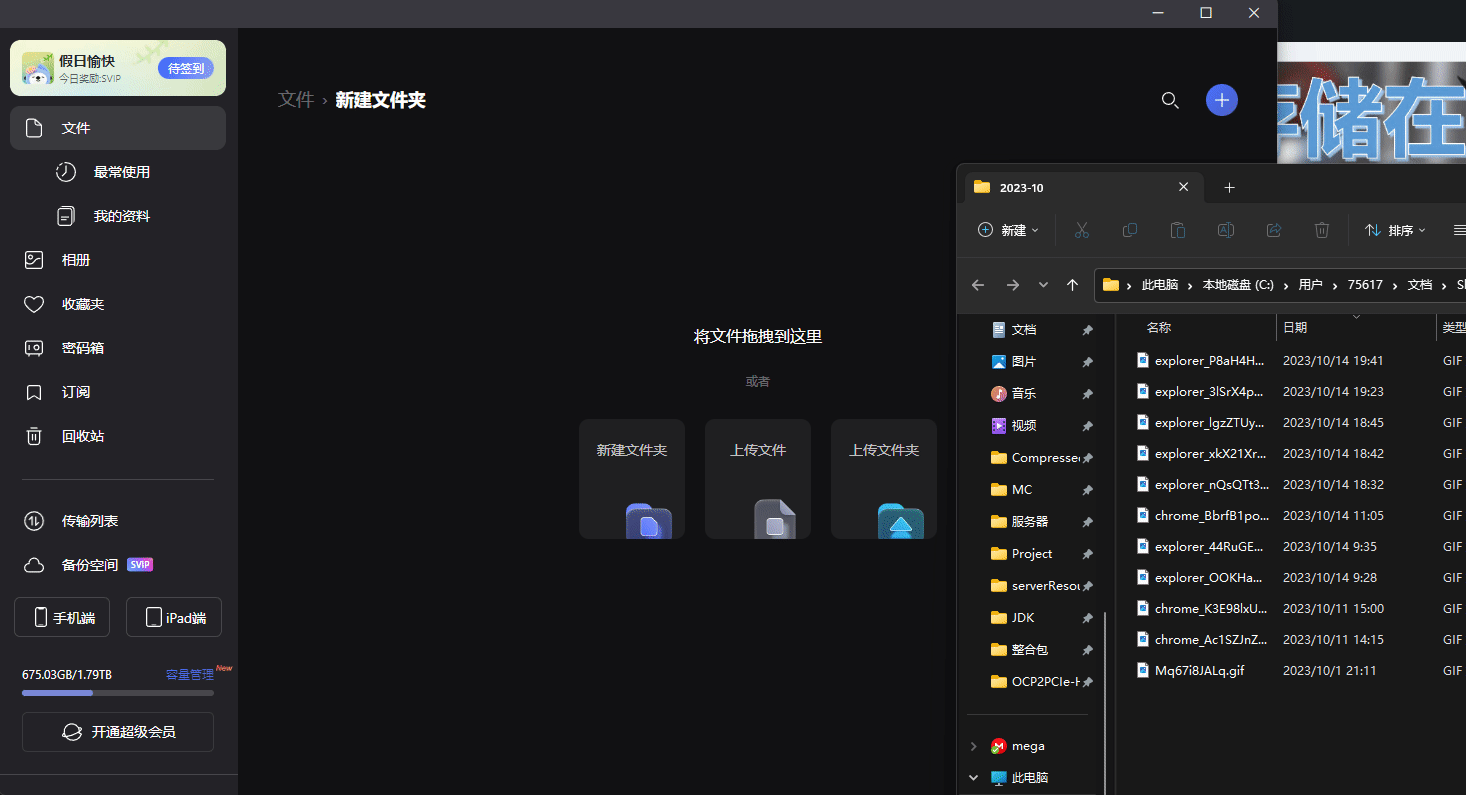 假日愉快
今日奖励:SVIP
待签到
文件
最常使用
我的资料
相册
收藏夹
密码箱
订阅
回收站
传输列表
备份空间 SVIP
手机端 iPad端
675.03GB/1.79TB 容量管理 New
开通超级会员
文件 › 新建文件夹
将文件拖拽到这里
或者
新建文件夹 上传文件 上传文件夹
储在
2023-10
新建 排序
此电脑 › 本地磁盘 (C:) › 用户 › 75617 › 文档 ›
文档
图片
音乐
视频
Compresse
MC
服务器
Project
serverResou
JDK
整合包
OCP2PCIe-H
mega
此电脑
名称 日期 类型
explorer_P8aH4H... 2023/10/14 19:41 GIF
explorer_3lSrX4p... 2023/10/14 19:23 GIF
explorer_lgzZTUy... 2023/10/14 18:45 GIF
explorer_xkX21Xr... 2023/10/14 18:42 GIF
explorer_nQsQTt3... 2023/10/14 18:32 GIF
chrome_BbrfB1po... 2023/10/14 11:05 GIF
explorer_44RuGE... 2023/10/14 9:35 GIF
explorer_OOKHa... 2023/10/14 9:28 GIF
chrome_K3E98lxU... 2023/10/11 15:00 GIF
chrome_Ac1SZJnZ... 2023/10/11 14:15 GIF
Mq67i8JALq.gif 2023/10/1 21:11 GIF